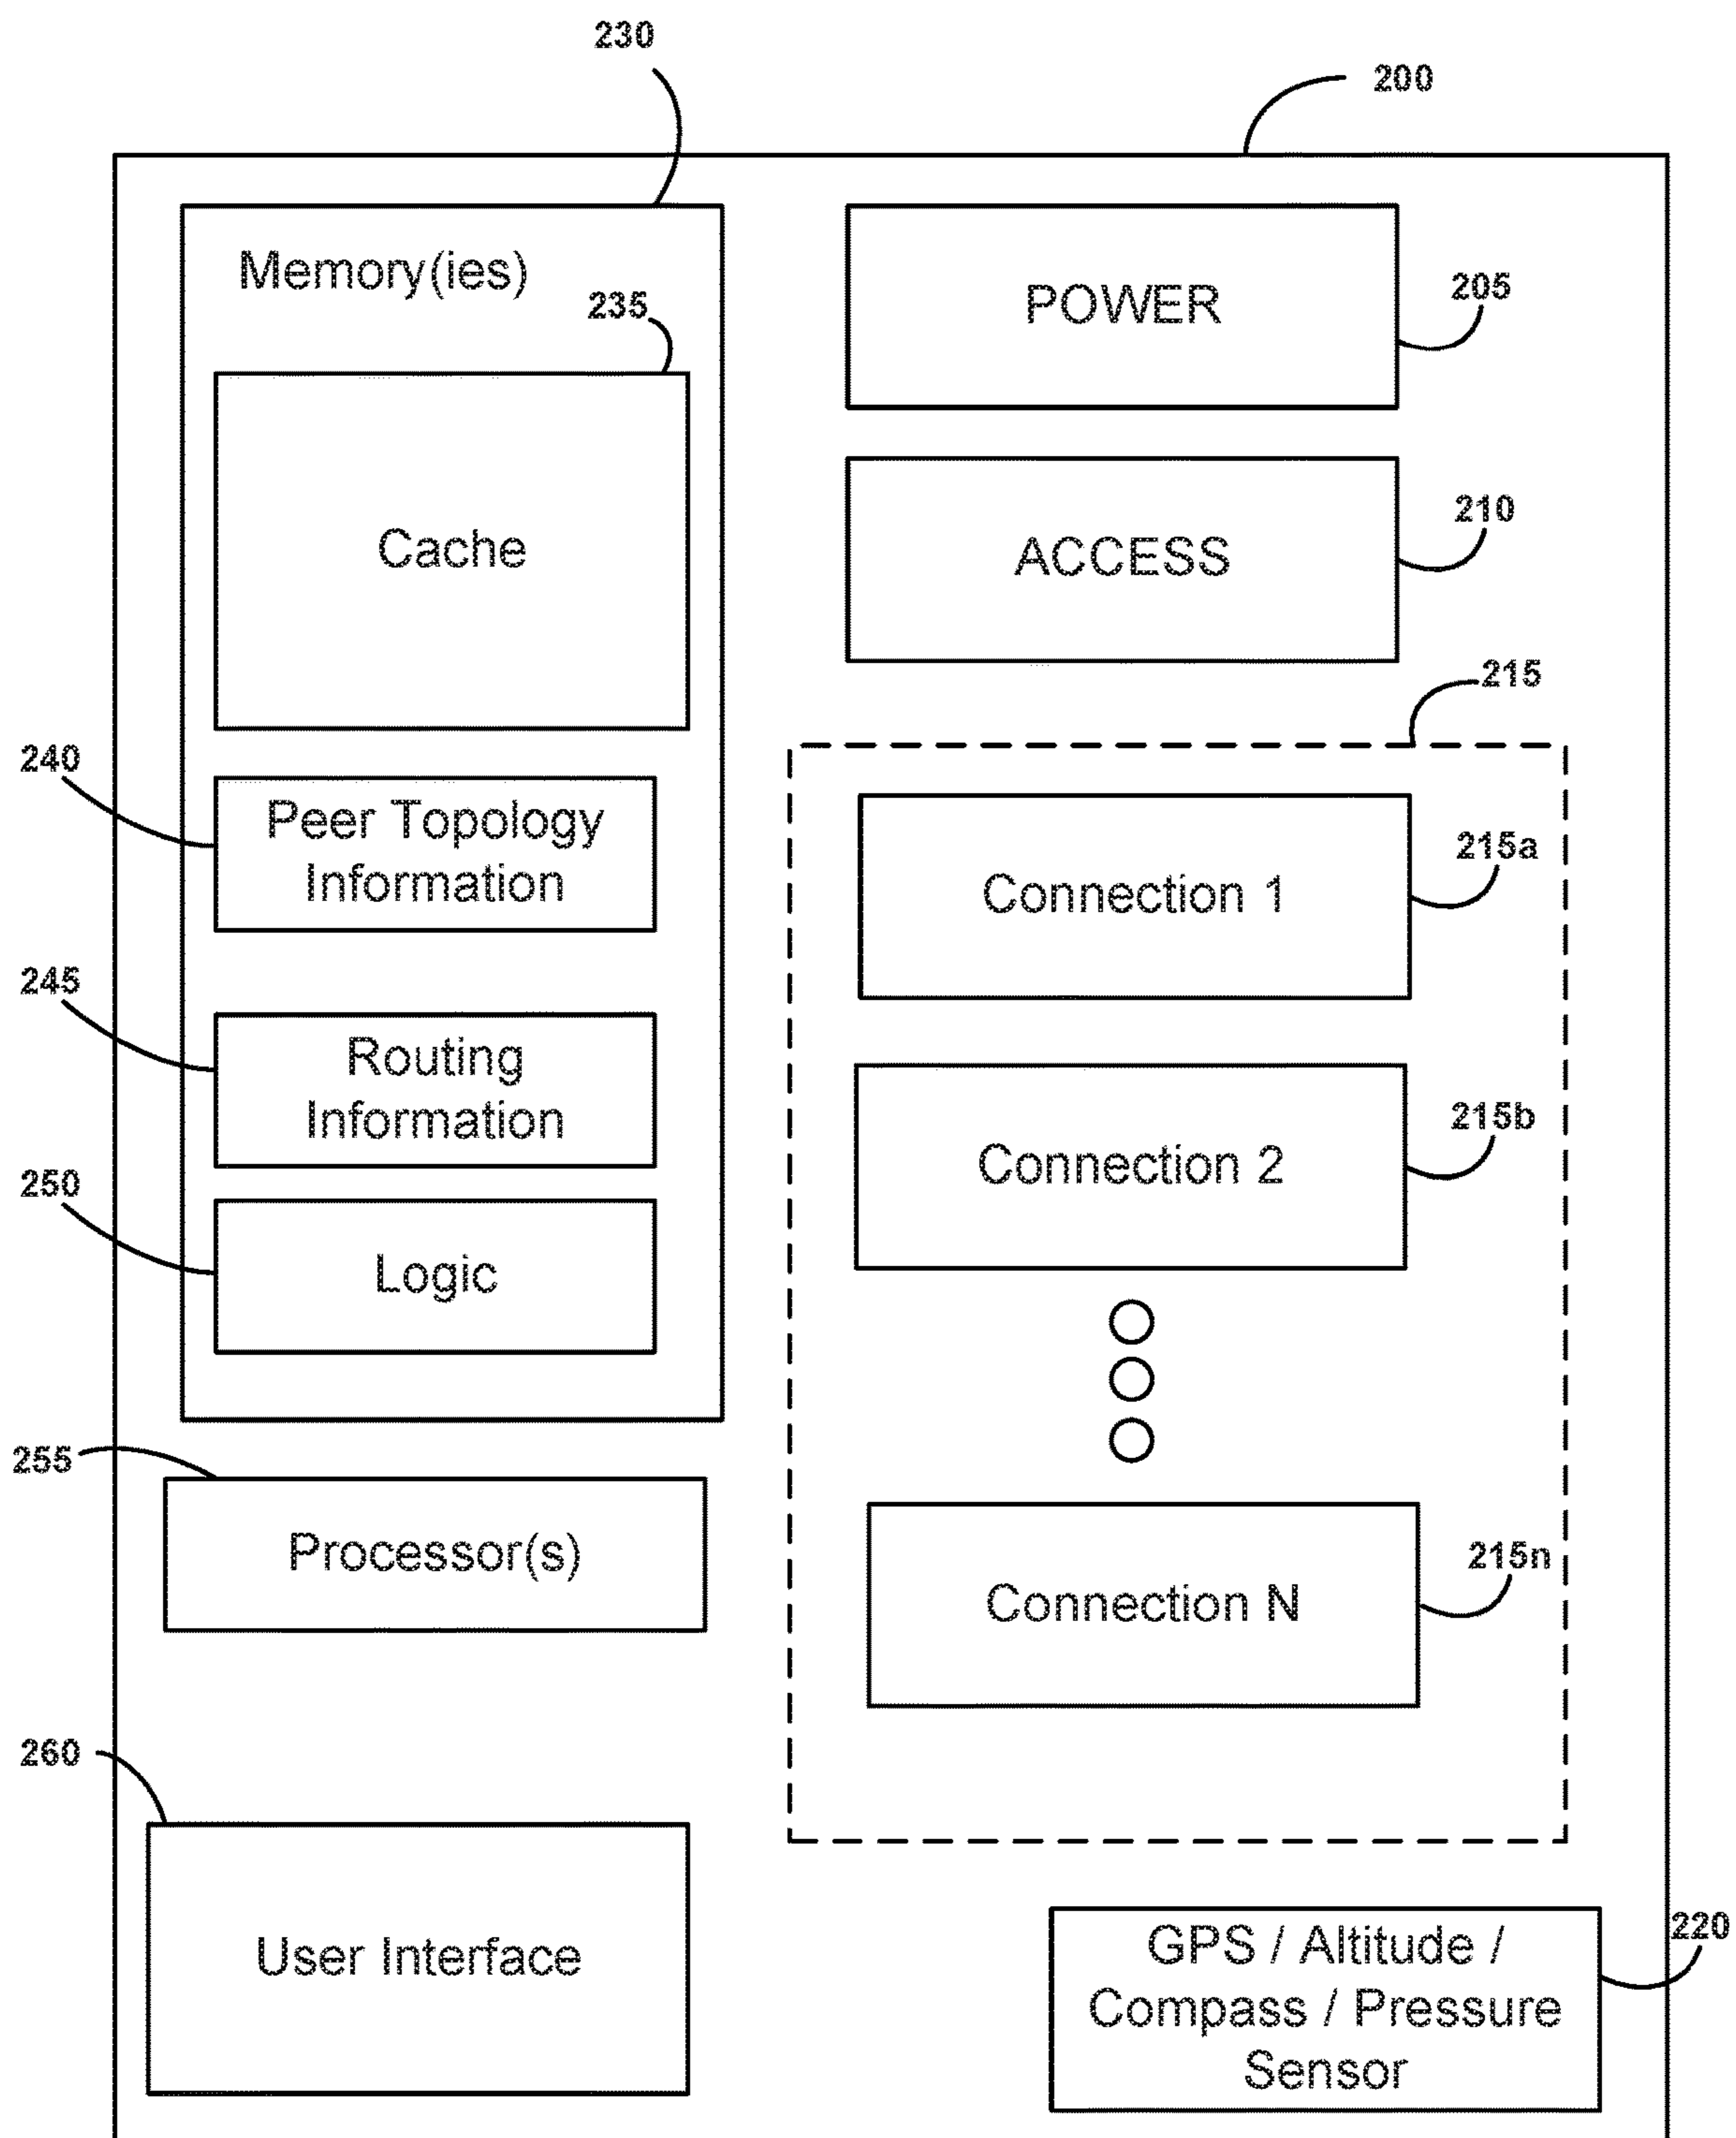 230
200
Memory(ies)
235
Cache
240
Peer Topology
Information
245
Routing
Information
250
Logic
255
Processor(s)
260
User Interface
POWER
205
ACCESS
210
215
Connection 1
215a
Connection 2
215b
Connection N
215n
220
GPS / Altitude /
Compass / Pressure
Sensor